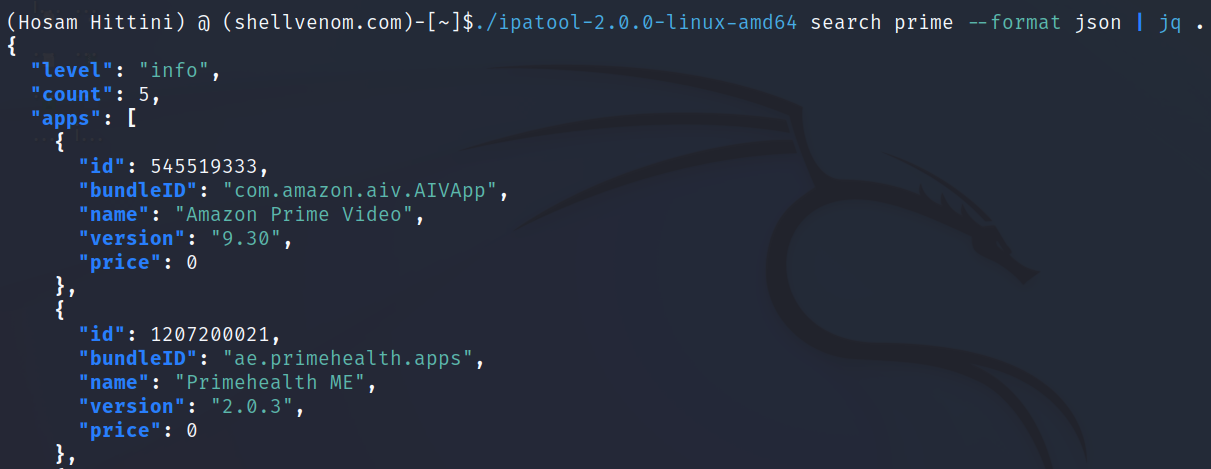 (Hosam Hittini) @ (shellvenom.com)-[~]$./ipatool-2.0.0-linux-amd64 search prime --format json | jq .
{
  "level": "info",
  "count": 5,
  "apps": [
    {
      "id": 545519333,
      "bundleID": "com.amazon.aiv.AIVApp",
      "name": "Amazon Prime Video",
      "version": "9.30",
      "price": 0
    },
    {
      "id": 1207200021,
      "bundleID": "ae.primehealth.apps",
      "name": "Primehealth ME",
      "version": "2.0.3",
      "price": 0
    },